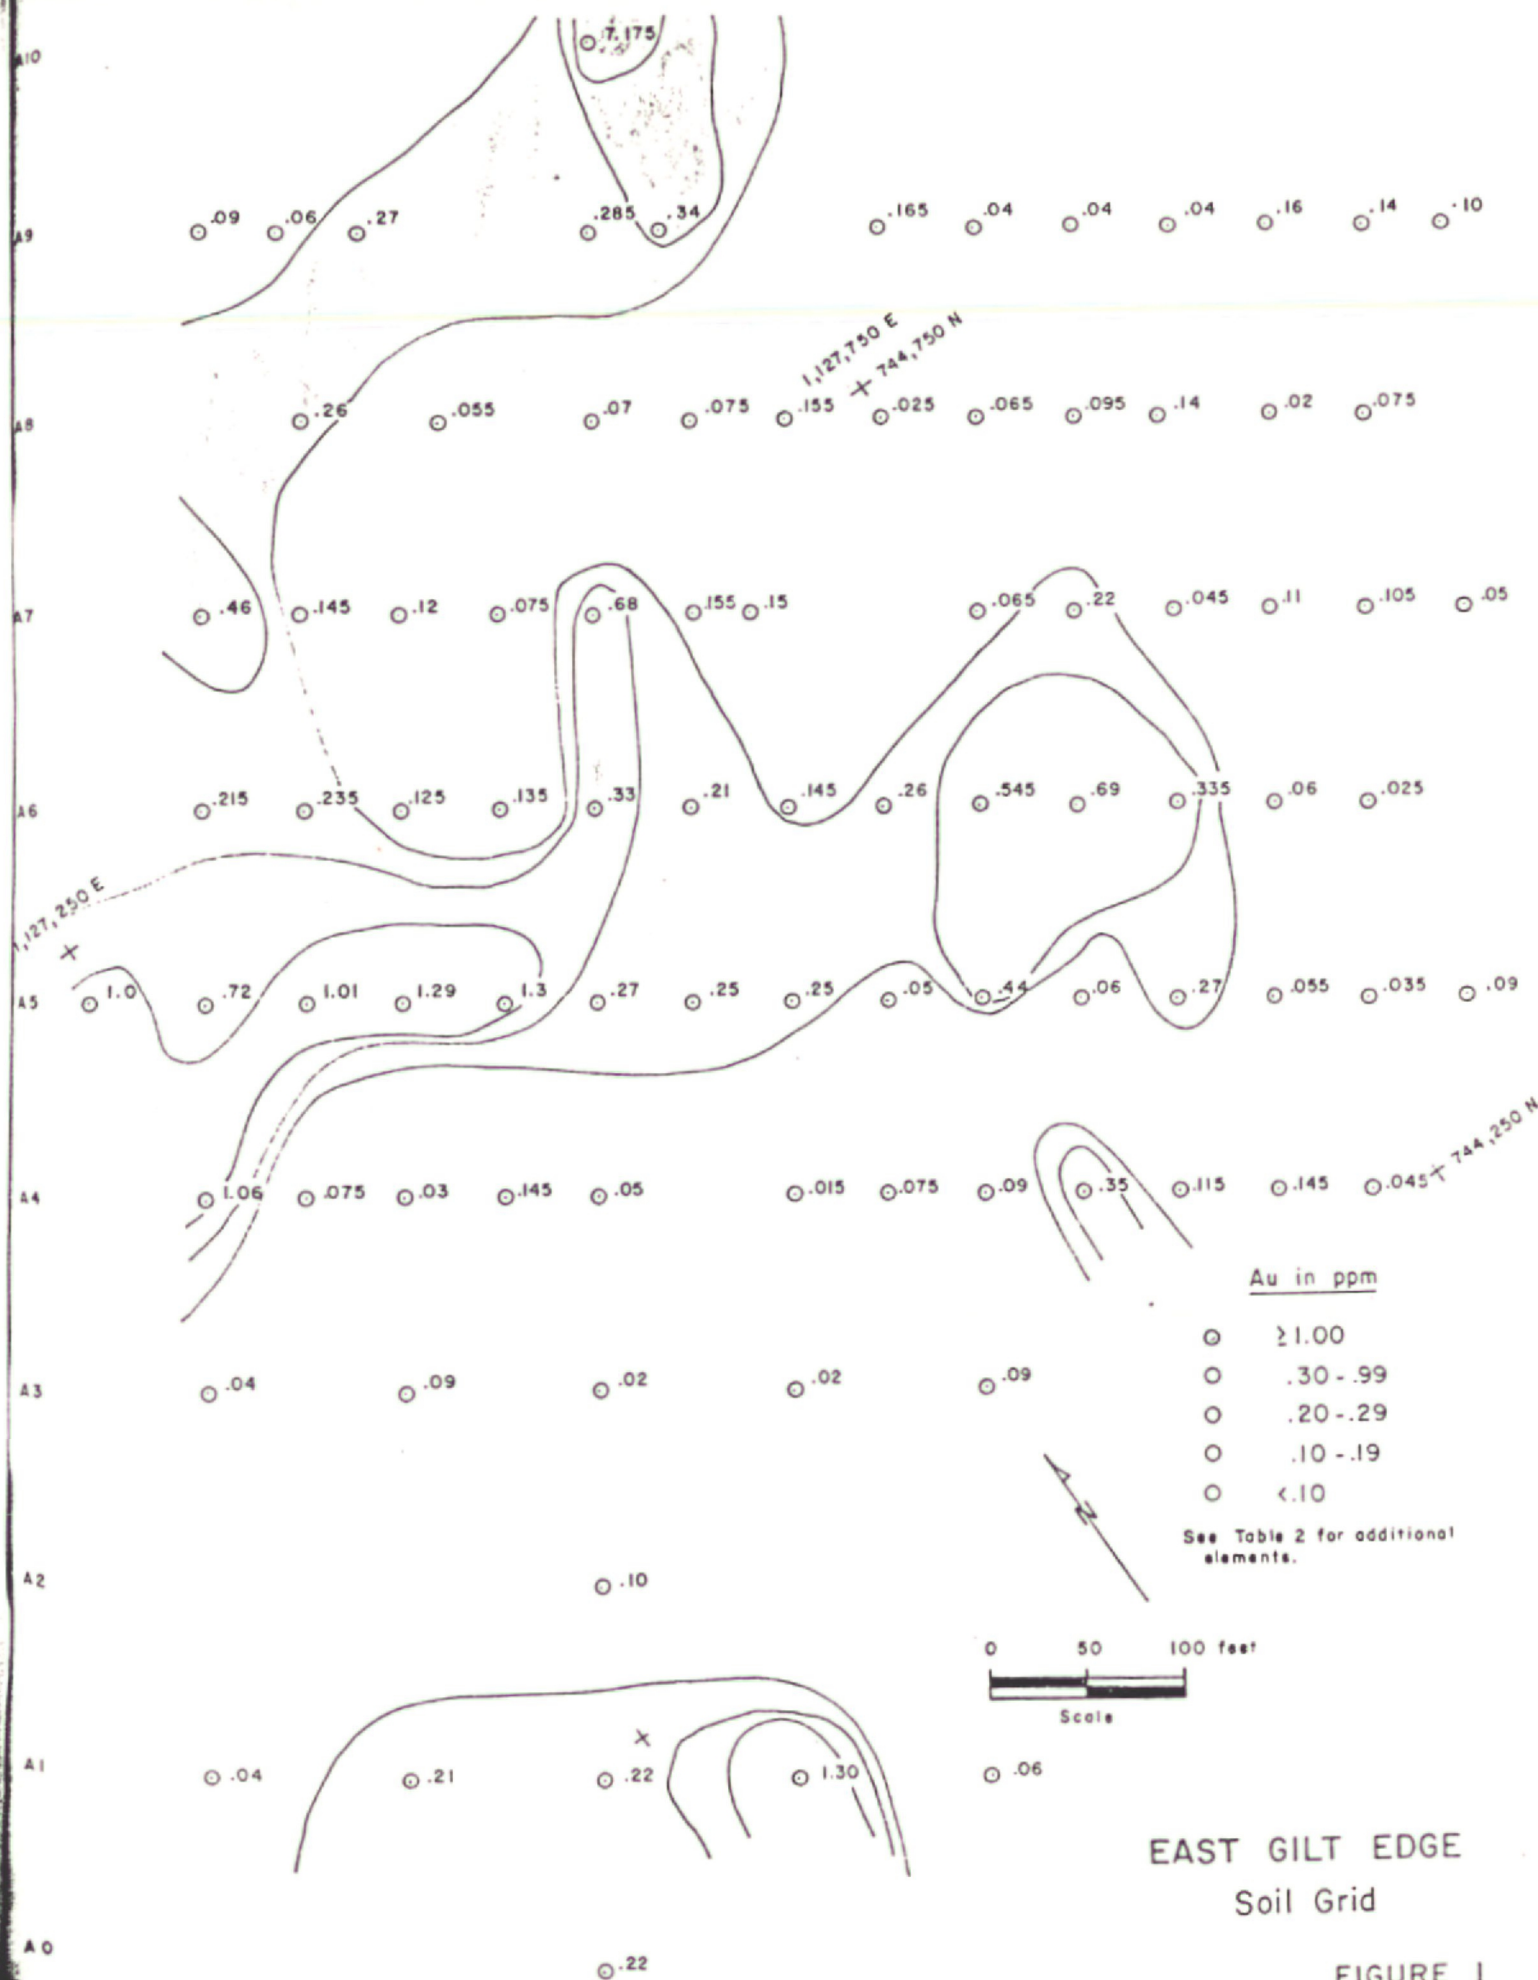 A10
7.175
A9
.09 .06 .27 .285 .34 .165 .04 .04 .04 .16 .14 .10
1,127,750 E
744,750 N
A8
.26 .055 .07 .075 .155 .025 .065 .095 .14 .02 .075
A7
.46 .145 .12 .075 .68 .155 .15 .065 .22 .045 .11 .105 .05
A6
.215 .235 .125 .135 .33 .21 .145 .26 .545 .69 .335 .06 .025
1,127,250 E
A5
1.0 .72 1.01 1.29 1.3 .27 .25 .25 .05 .44 .06 .27 .055 .035 .09
744,250 N
A4
1.06 .075 .03 .145 .05 .015 .075 .09 .35 .115 .145 .045
A3
.04 .09 .02 .02 .09
Au in ppm
≥1.00
.30-.99
.20-.29
.10-.19
<.10
See Table 2 for additional
elements.
N
A2
.10
0 50 100 feet
Scale
A1
.04 .21 .22 1.30 .06
EAST GILT EDGE
Soil Grid
A0
.22
FIGURE 1